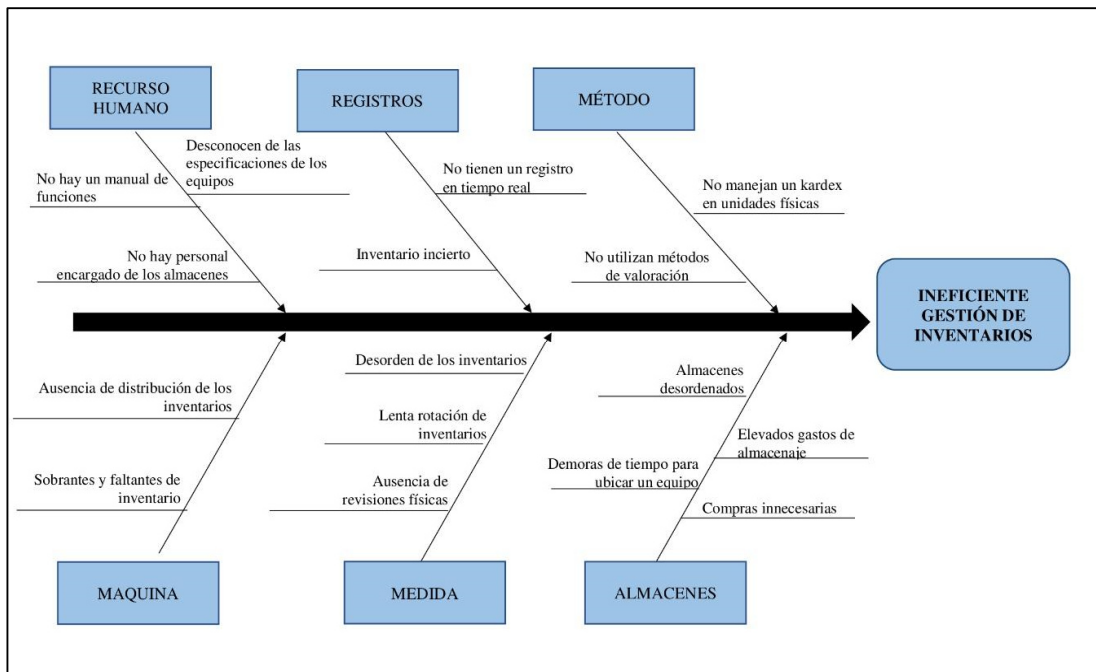 RECURSO
HUMANO
REGISTROS
MÉTODO
Desconocen de las
especificaciones de los
equipos
No hay un manual de
funciones
No hay personal
encargado de los almacenes
No tienen un registro
en tiempo real
Inventario incierto
No manejan un kardex
en unidades físicas
No utilizan métodos
de valoración
INEFICIENTE
GESTIÓN DE
INVENTARIOS
Ausencia de distribución de los
inventarios
Sobrantes y faltantes de
inventario
Desorden de los inventarios
Lenta rotación de
inventarios
Ausencia de
revisiones físicas
Almacenes
desordenados
Elevados gastos de
almacenaje
Demoras de tiempo para
ubicar un equipo
Compras innecesarias
MAQUINA
MEDIDA
ALMACENES